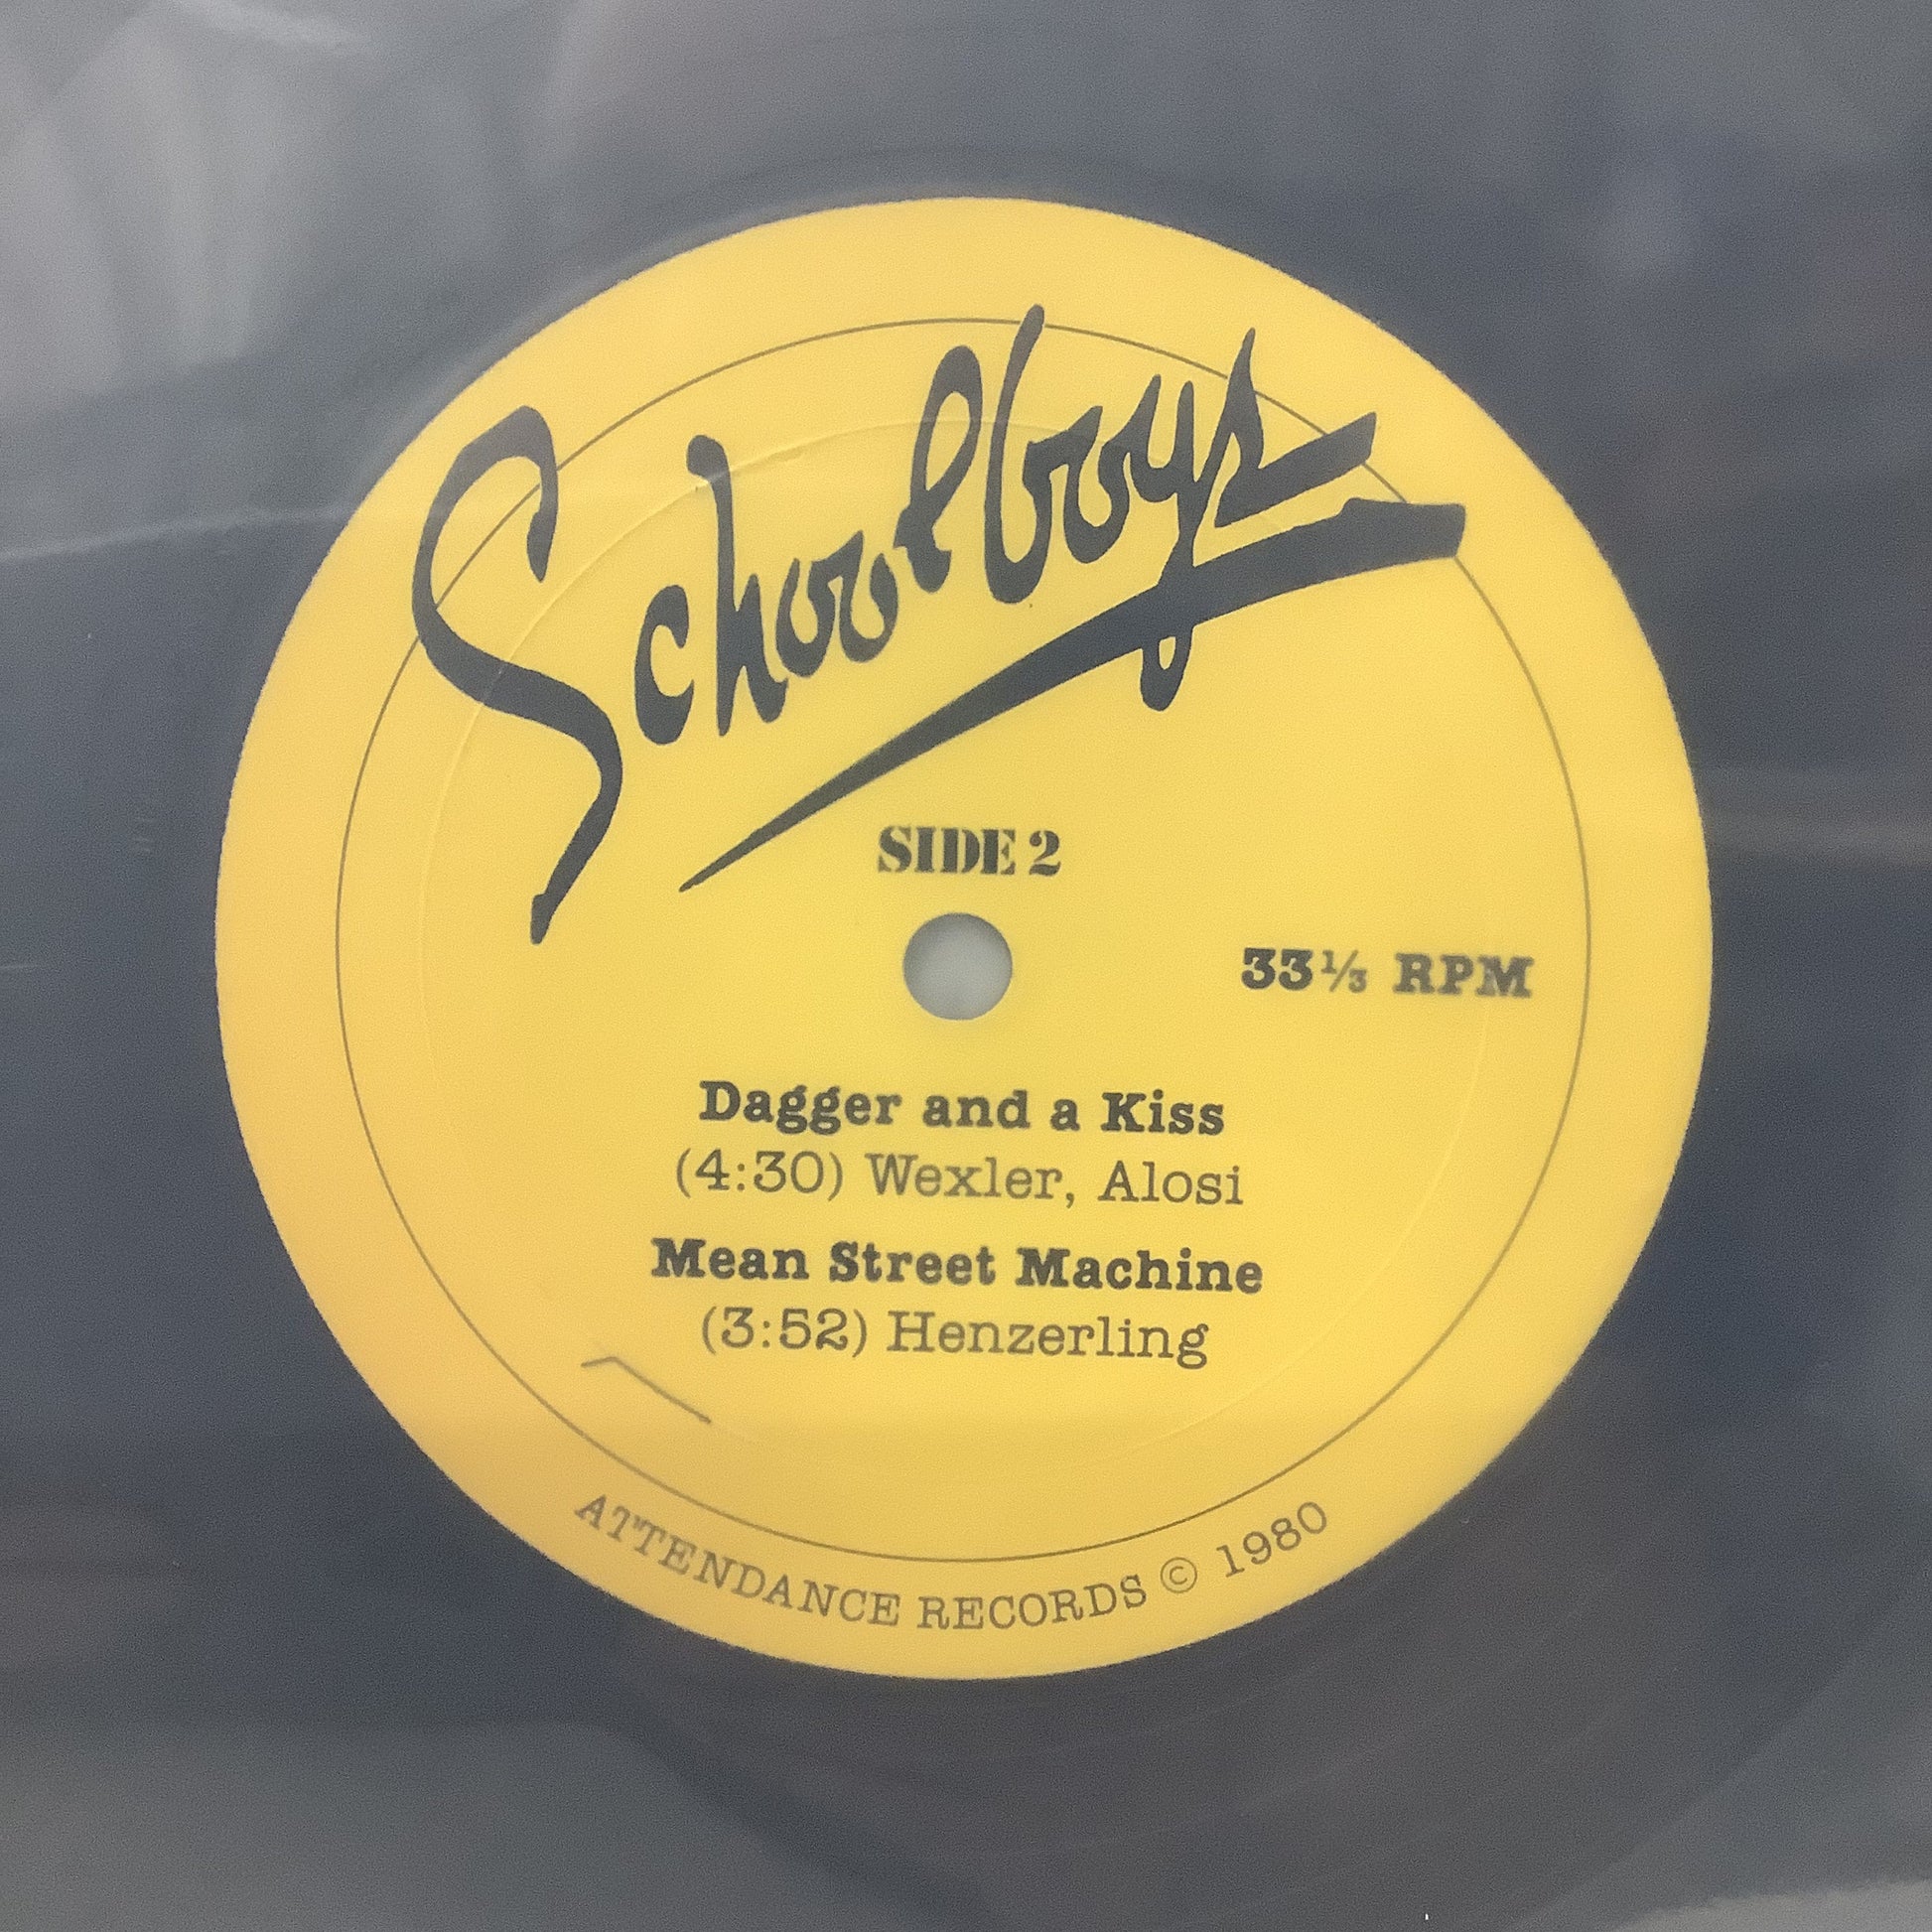 Schoolboys
SIDE 2
33⅓ RPM
Dagger and a Kiss
(4:30) Wexler, Alosi
Mean Street Machine
(3:52) Henzerling
ATTENDANCE RECORDS © 1980